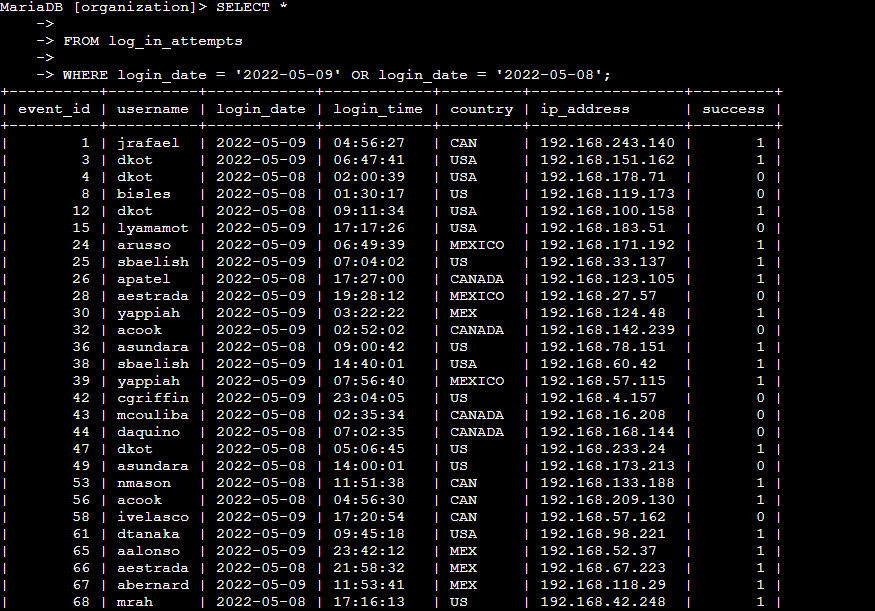 MariaDB [organization]> SELECT *
    ->
    -> FROM log_in_attempts
    ->
    -> WHERE login_date = '2022-05-09' OR login_date = '2022-05-08';
+----------+----------+------------+------------+---------+-----------------+---------+
| event_id | username | login_date | login_time | country | ip_address      | success |
+----------+----------+------------+------------+---------+-----------------+---------+
|        1 | jrafael  | 2022-05-09 | 04:56:27   | CAN     | 192.168.243.140 |       1 |
|        3 | dkot     | 2022-05-09 | 06:47:41   | USA     | 192.168.151.162 |       1 |
|        4 | dkot     | 2022-05-08 | 02:00:39   | USA     | 192.168.178.71  |       0 |
|        8 | bisles   | 2022-05-08 | 01:30:17   | US      | 192.168.119.173 |       0 |
|       12 | dkot     | 2022-05-08 | 09:11:34   | USA     | 192.168.100.158 |       1 |
|       15 | lyamamot | 2022-05-09 | 17:17:26   | USA     | 192.168.183.51  |       0 |
|       24 | arusso   | 2022-05-09 | 06:49:39   | MEXICO  | 192.168.171.192 |       1 |
|       25 | sbaelish | 2022-05-09 | 07:04:02   | US      | 192.168.33.137  |       1 |
|       26 | apatel   | 2022-05-08 | 17:27:00   | CANADA  | 192.168.123.105 |       1 |
|       28 | aestrada | 2022-05-09 | 19:28:12   | MEXICO  | 192.168.27.57   |       0 |
|       30 | yappiah  | 2022-05-09 | 03:22:22   | MEX     | 192.168.124.48  |       1 |
|       32 | acook    | 2022-05-09 | 02:52:02   | CANADA  | 192.168.142.239 |       0 |
|       36 | asundara | 2022-05-08 | 09:00:42   | US      | 192.168.78.151  |       1 |
|       38 | sbaelish | 2022-05-09 | 14:40:01   | USA     | 192.168.60.42   |       1 |
|       39 | yappiah  | 2022-05-09 | 07:56:40   | MEXICO  | 192.168.57.115  |       1 |
|       42 | cgriffin | 2022-05-09 | 23:04:05   | US      | 192.168.4.157   |       0 |
|       43 | mcouliba | 2022-05-08 | 02:35:34   | CANADA  | 192.168.16.208  |       0 |
|       44 | daquino  | 2022-05-08 | 07:02:35   | CANADA  | 192.168.168.144 |       0 |
|       47 | dkot     | 2022-05-08 | 05:06:45   | US      | 192.168.233.24  |       1 |
|       49 | asundara | 2022-05-08 | 14:00:01   | US      | 192.168.173.213 |       0 |
|       53 | nmason   | 2022-05-08 | 11:51:38   | CAN     | 192.168.133.188 |       1 |
|       56 | acook    | 2022-05-08 | 04:56:30   | CAN     | 192.168.209.130 |       1 |
|       58 | ivelasco | 2022-05-09 | 17:20:54   | CAN     | 192.168.57.162  |       0 |
|       61 | dtanaka  | 2022-05-09 | 09:45:18   | USA     | 192.168.98.221  |       1 |
|       65 | aalonso  | 2022-05-09 | 23:42:12   | MEX     | 192.168.52.37   |       1 |
|       66 | aestrada | 2022-05-08 | 21:58:32   | MEX     | 192.168.67.223  |       1 |
|       67 | abernard | 2022-05-09 | 11:53:41   | MEX     | 192.168.118.29  |       1 |
|       68 | mrah     | 2022-05-08 | 17:16:13   | US      | 192.168.42.248  |       1 |